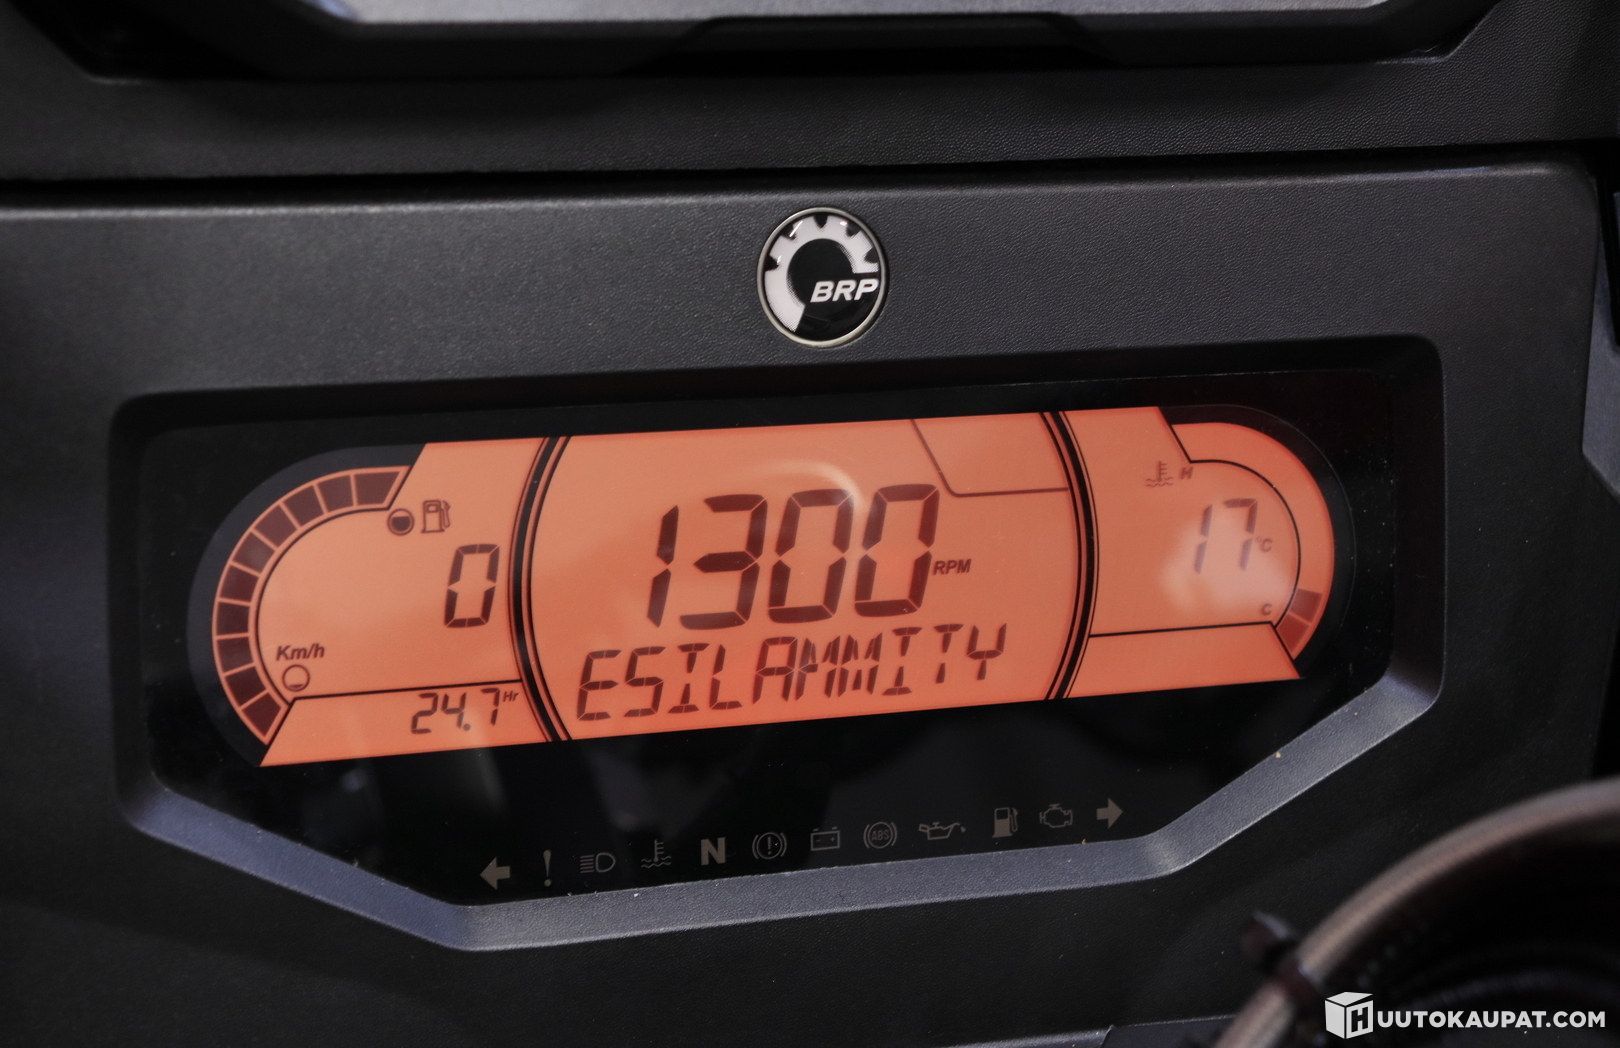 BRP
H
0
1300
RPM
17
°C
Km/h
C
24.7 Hr
ESILAMMITY
N
ABS
HUUTOKAUPAT.COM